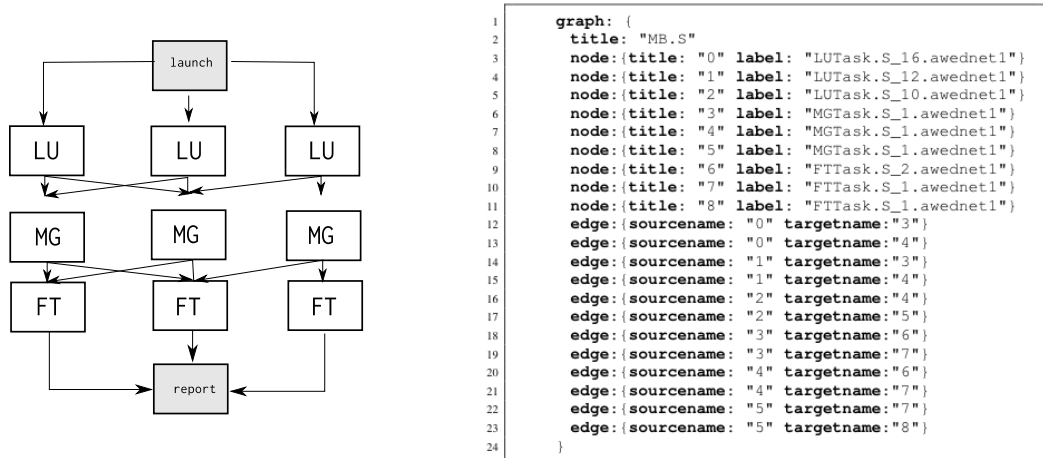 launch
LU LU LU
MG MG MG
FT FT FT
report
1 graph: {
2 title: "MB.S"
3 node:{title: "0" label: "LUTask.S_16.awednet1"}
4 node:{title: "1" label: "LUTask.S_12.awednet1"}
5 node:{title: "2" label: "LUTask.S_10.awednet1"}
6 node:{title: "3" label: "MGTask.S_1.awednet1"}
7 node:{title: "4" label: "MGTask.S_1.awednet1"}
8 node:{title: "5" label: "MGTask.S_1.awednet1"}
9 node:{title: "6" label: "FTTask.S_2.awednet1"}
10 node:{title: "7" label: "FTTask.S_1.awednet1"}
11 node:{title: "8" label: "FTTask.S_1.awednet1"}
12 edge:{sourcename: "0" targetname:"3"}
13 edge:{sourcename: "0" targetname:"4"}
14 edge:{sourcename: "1" targetname:"3"}
15 edge:{sourcename: "1" targetname:"4"}
16 edge:{sourcename: "2" targetname:"4"}
17 edge:{sourcename: "2" targetname:"5"}
18 edge:{sourcename: "3" targetname:"6"}
19 edge:{sourcename: "3" targetname:"7"}
20 edge:{sourcename: "4" targetname:"6"}
21 edge:{sourcename: "4" targetname:"7"}
22 edge:{sourcename: "5" targetname:"7"}
23 edge:{sourcename: "5" targetname:"8"}
24 }